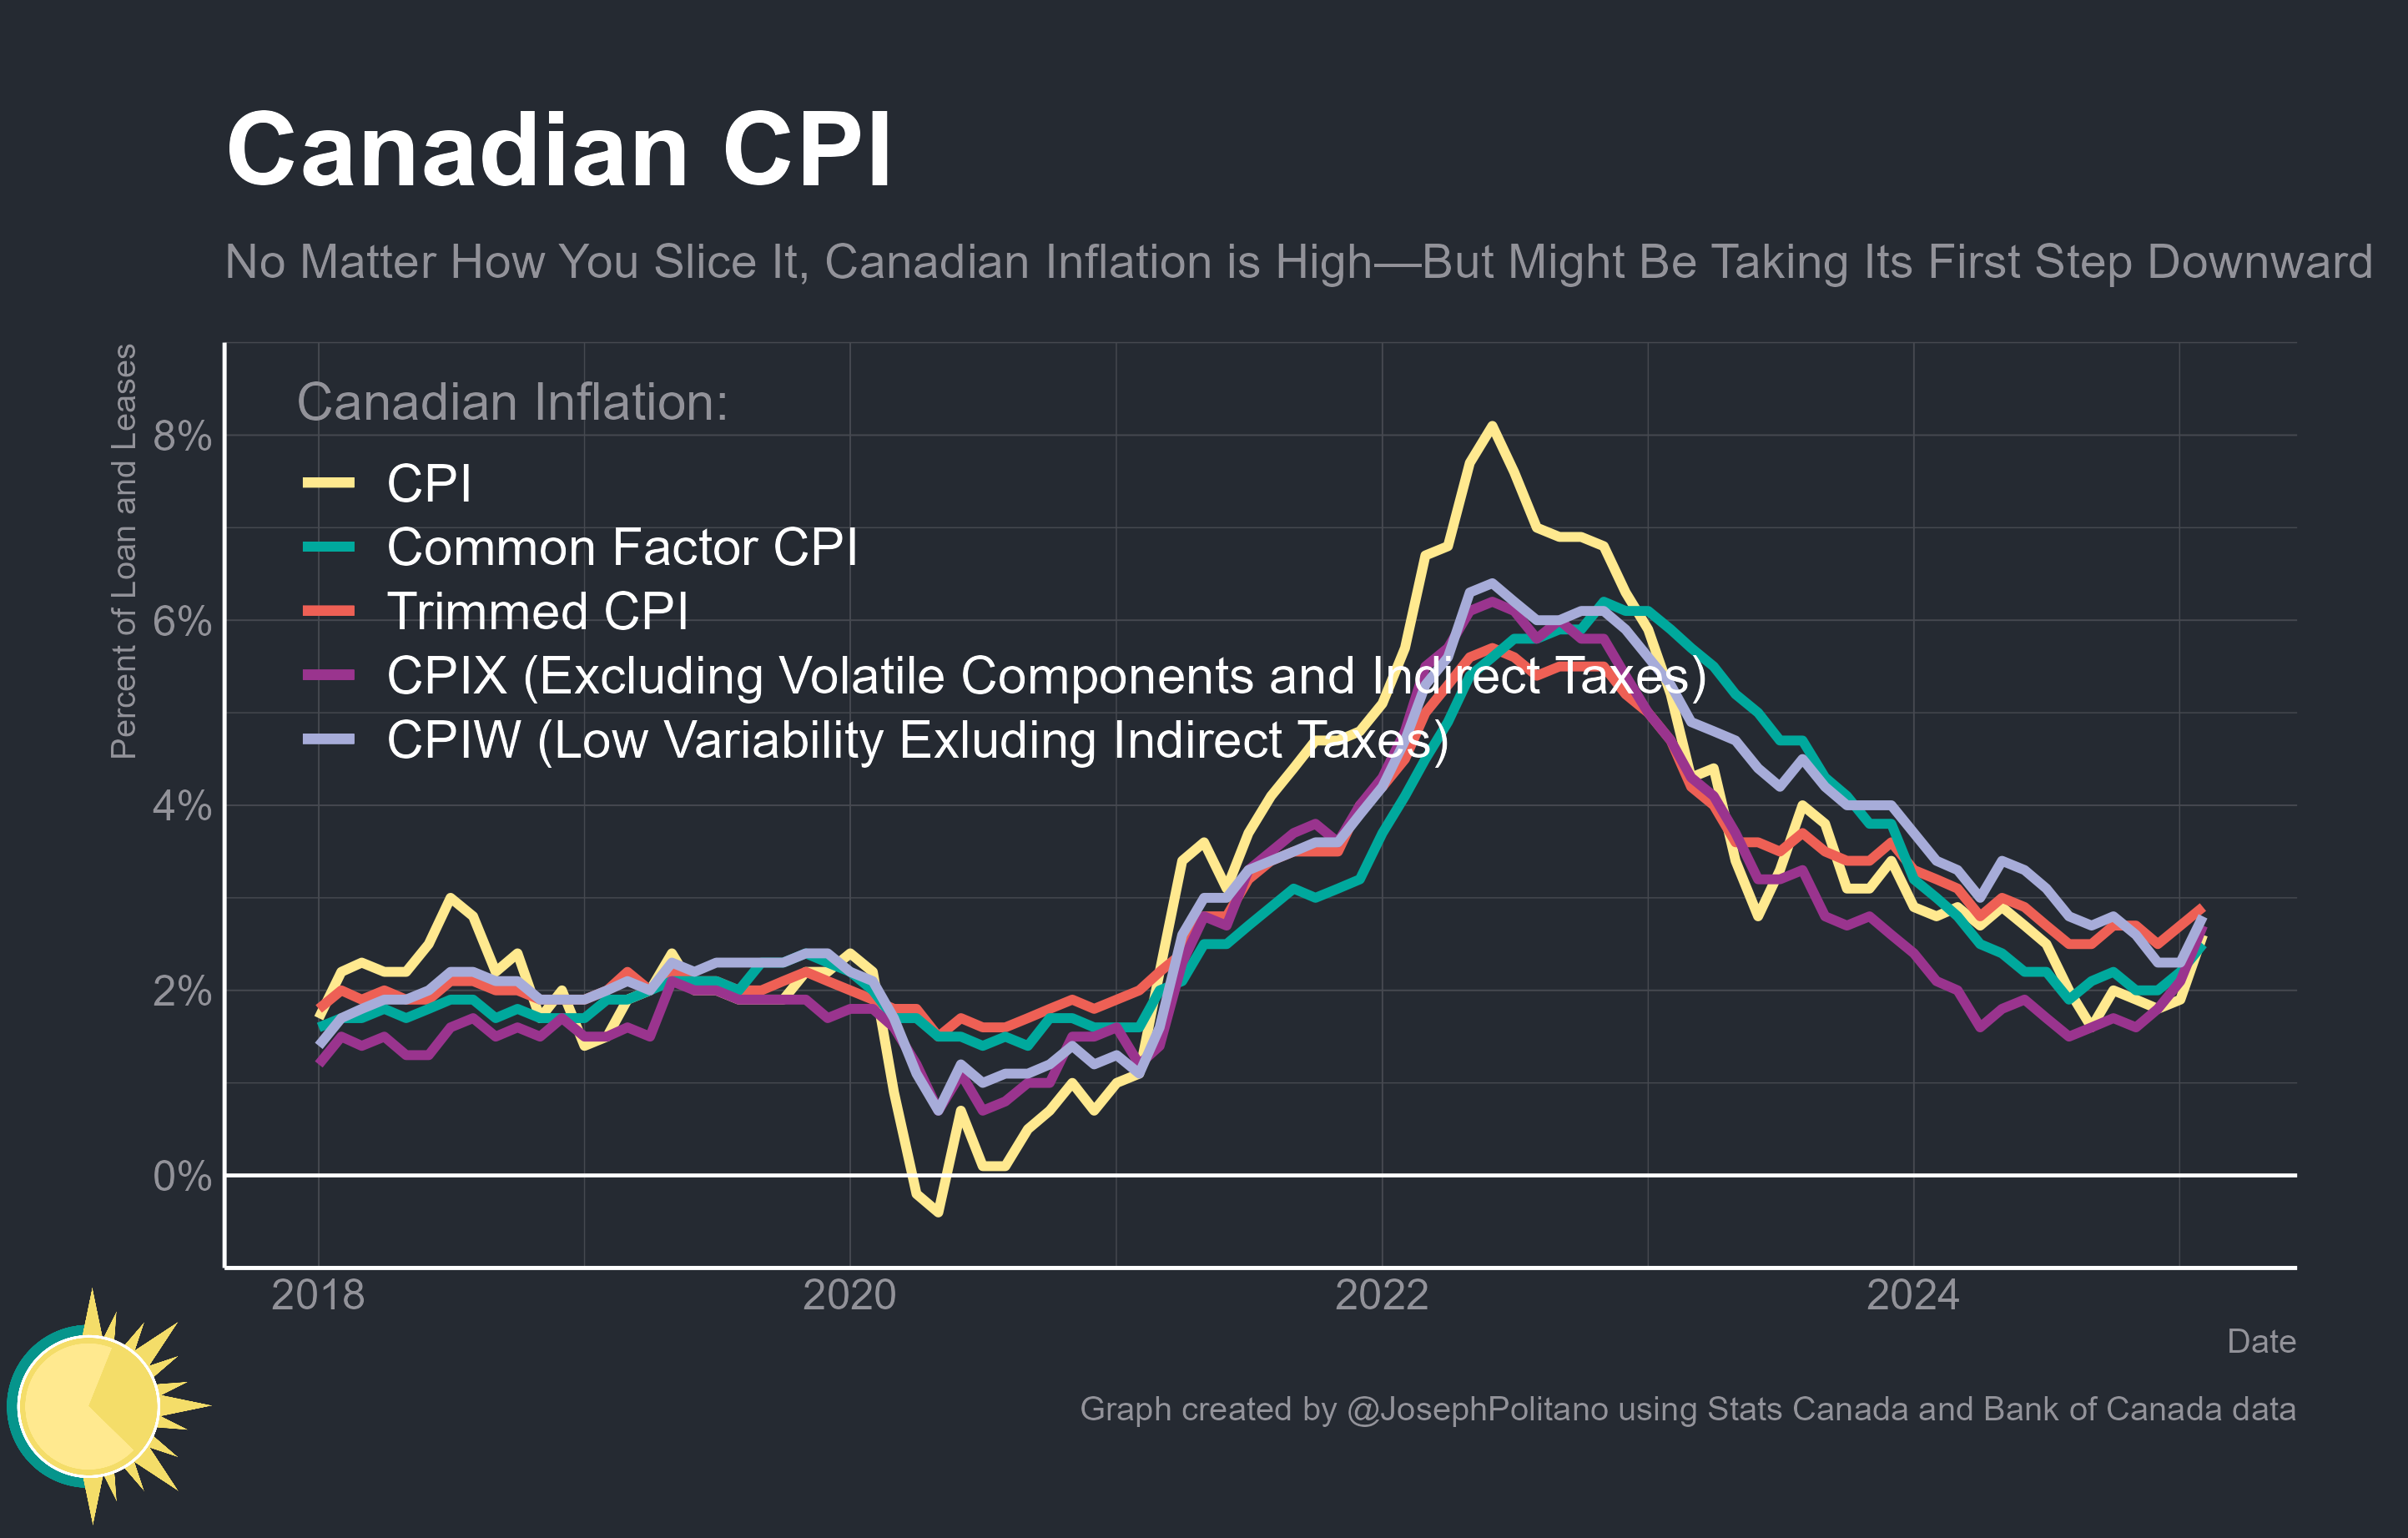 Canadian CPI
No Matter How You Slice It, Canadian Inflation is High—But Might Be Taking Its First Step Downward
Percent of Loan and Leases
Canadian Inflation:
CPI
Common Factor CPI
Trimmed CPI
CPIX (Excluding Volatile Components and Indirect Taxes)
CPIW (Low Variability Exluding Indirect Taxes)
8%
6%
4%
2%
0%
2018 2020 2022 2024
Date
Graph created by @JosephPolitano using Stats Canada and Bank of Canada data